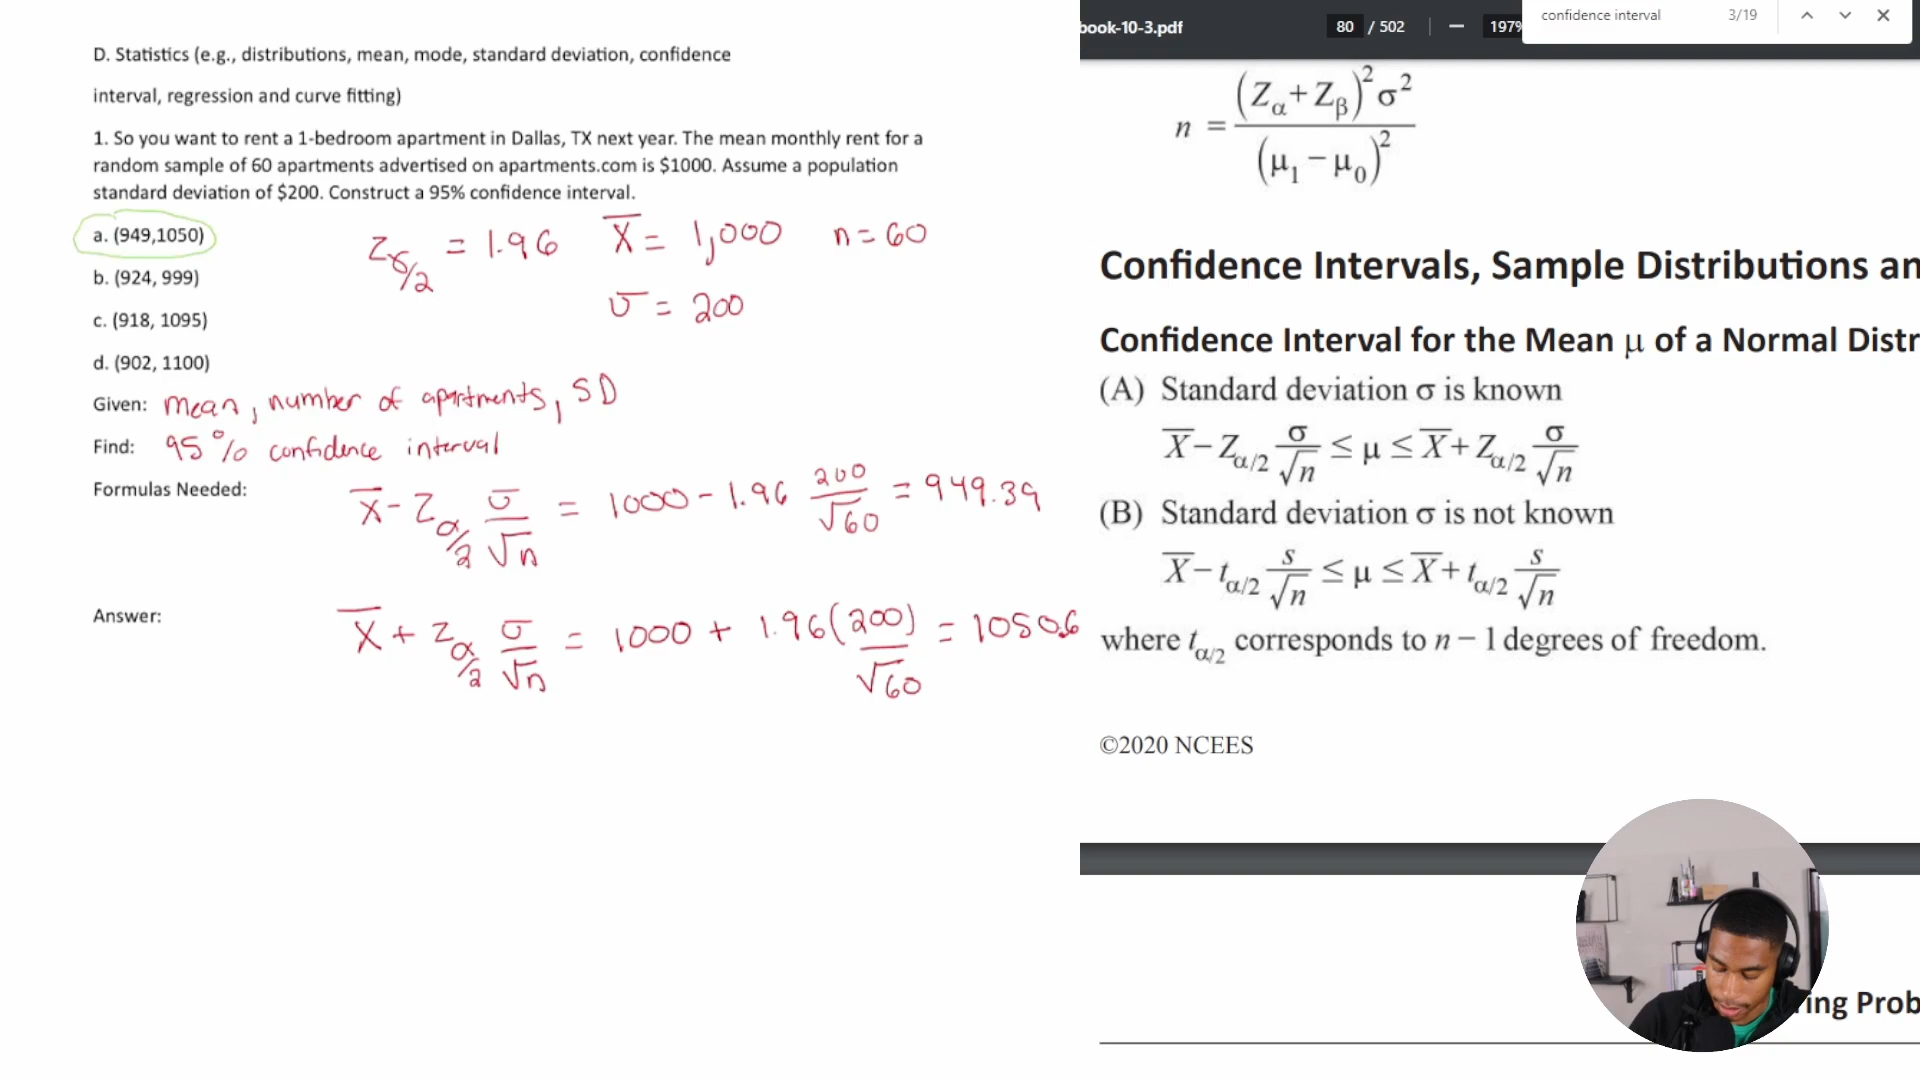 D. Statistics (e.g., distributions, mean, mode, standard deviation, confidence
interval, regression and curve fitting)
1. So you want to rent a 1-bedroom apartment in Dallas, TX next year. The mean monthly rent for a
random sample of 60 apartments advertised on apartments.com is $1000. Assume a population
standard deviation of $200. Construct a 95% confidence interval.
a. (949,1050)
Z α/2 = 1.96 X̄ = 1,000 n = 60
b. (924, 999)
σ = 200
c. (918, 1095)
d. (902, 1100)
Given: mean, number of apartments, SD
Find: 95% confidence interval
Formulas Needed: X̄ - Z α/2 σ/√n = 1000 - 1.96 200/√60 = 949.39
Answer: X̄ + Z α/2 σ/√n = 1000 + 1.96(200)/√60 = 1050.6
book-10-3.pdf 80 / 502 197%
confidence interval 3/19
n = (Zα + Zβ)² σ² / (μ1 − μ0)²
Confidence Intervals, Sample Distributions an
Confidence Interval for the Mean μ of a Normal Distr
(A) Standard deviation σ is known
X̄ − Zα/2 σ/√n ≤ μ ≤ X̄ + Zα/2 σ/√n
(B) Standard deviation σ is not known
X̄ − tα/2 s/√n ≤ μ ≤ X̄ + tα/2 s/√n
where tα/2 corresponds to n − 1 degrees of freedom.
©2020 NCEES
ring Prob